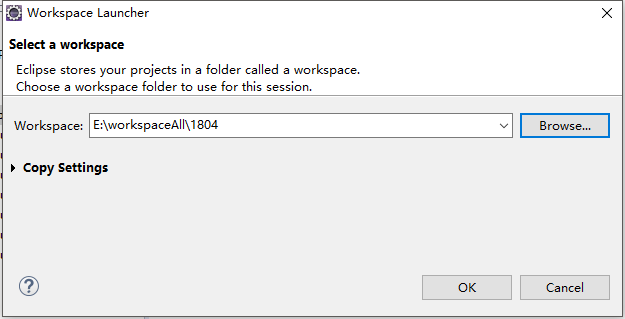 Workspace Launcher
Select a workspace
Eclipse stores your projects in a folder called a workspace.
Choose a workspace folder to use for this session.
Workspace: E:\workspaceAll\1804 Browse...
Copy Settings
? OK Cancel